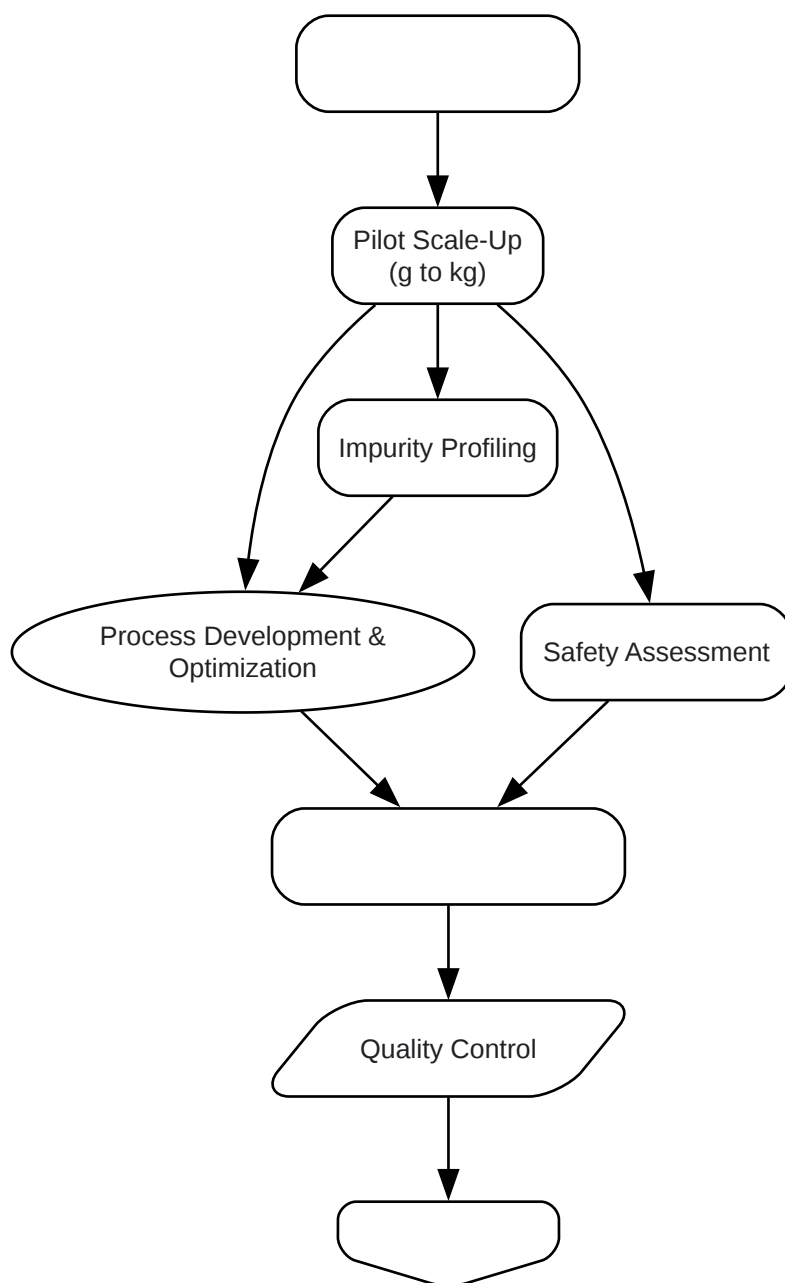 Pilot Scale-Up
(g to kg)
Impurity Profiling
Process Development &
Optimization
Safety Assessment
Quality Control